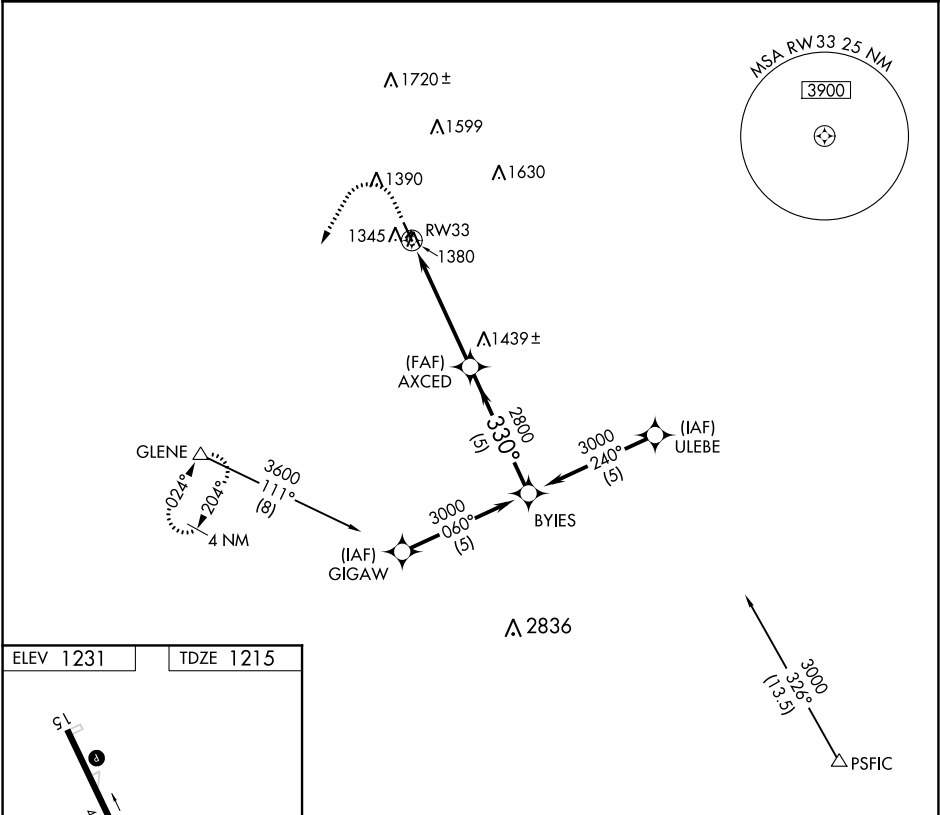 MSA RW33 25 NM
3900
1720 ±
1599
1630
1390
1345
RW33
1380
1439 ±
(FAF)
AXCED
2800
330°
(5)
(IAF)
ULEBE
3000
240°
(5)
GLENE
3600
111°
(8)
024°
204°
4 NM
BYIES
3000
060°
(5)
(IAF)
GIGAW
2836
3000
326°
(13.5)
PSFIC
ELEV 1231
TDZE 1215
15
P